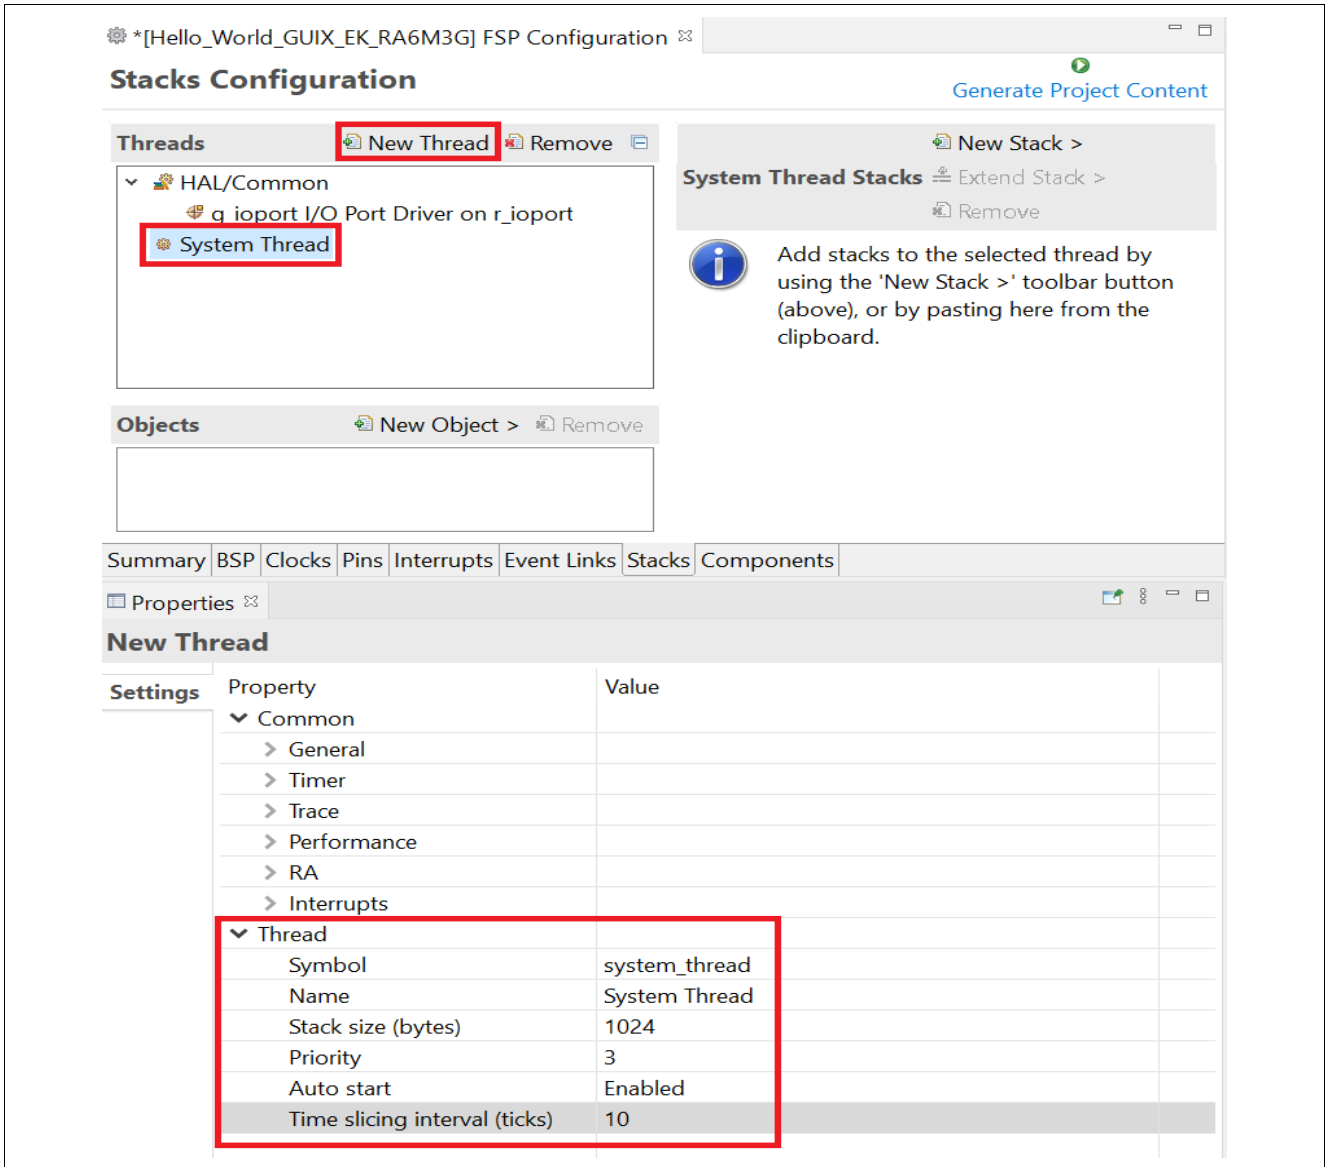 *[Hello_World_GUIX_EK_RA6M3G] FSP Configuration
Stacks Configuration
Generate Project Content
Threads
New Thread
Remove
HAL/Common
g_ioport I/O Port Driver on r_ioport
System Thread
New Stack >
System Thread Stacks
Extend Stack >
Remove
Add stacks to the selected thread by
using the 'New Stack >' toolbar button
(above), or by pasting here from the
clipboard.
Objects
New Object >
Remove
Summary BSP Clocks Pins Interrupts Event Links Stacks Components
Properties
New Thread
Settings
Property Value
Common
General
Timer
Trace
Performance
RA
Interrupts
Thread
Symbol system_thread
Name System Thread
Stack size (bytes) 1024
Priority 3
Auto start Enabled
Time slicing interval (ticks) 10